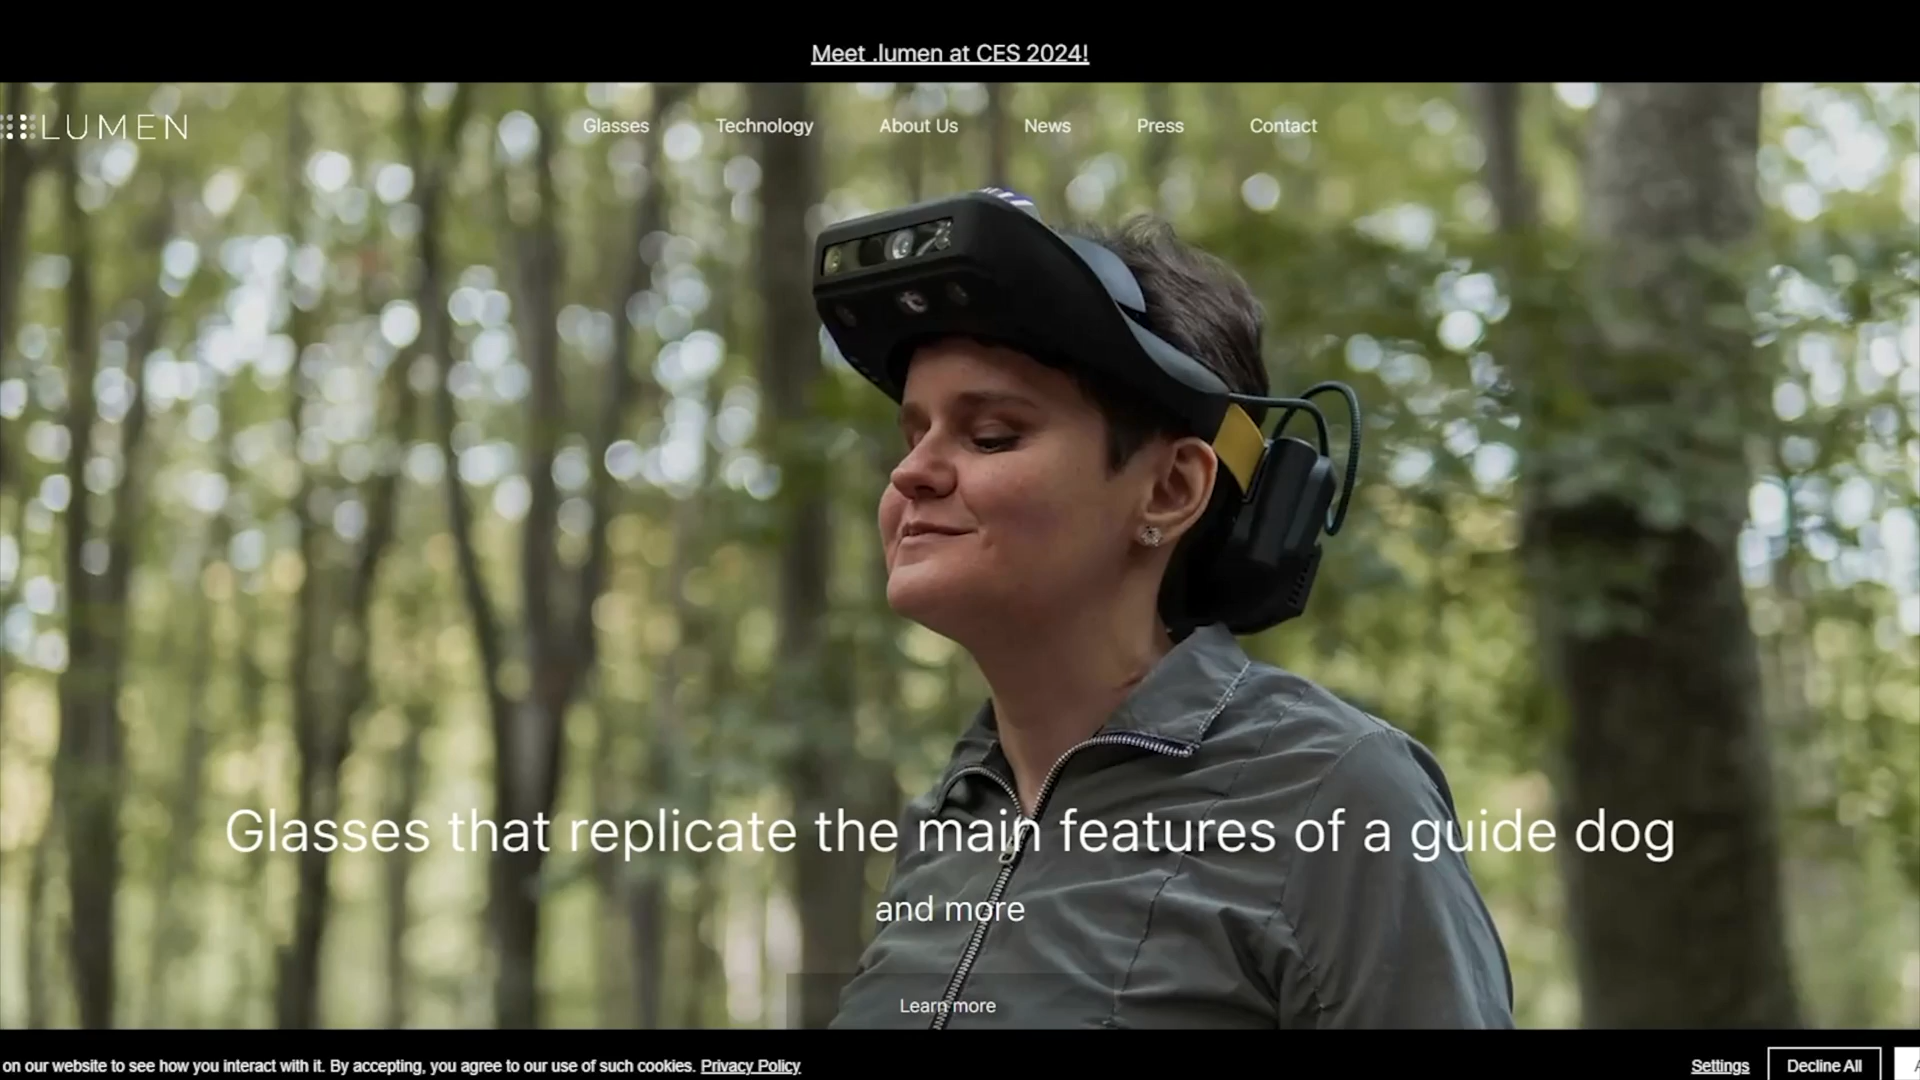 Meet .lumen at CES 2024!
LUMEN
Glasses
Technology
About Us
News
Press
Contact
Glasses that replicate the main features of a guide dog
and more
Learn more
on our website to see how you interact with it. By accepting, you agree to our use of such cookies. Privacy Policy
Settings
Decline All